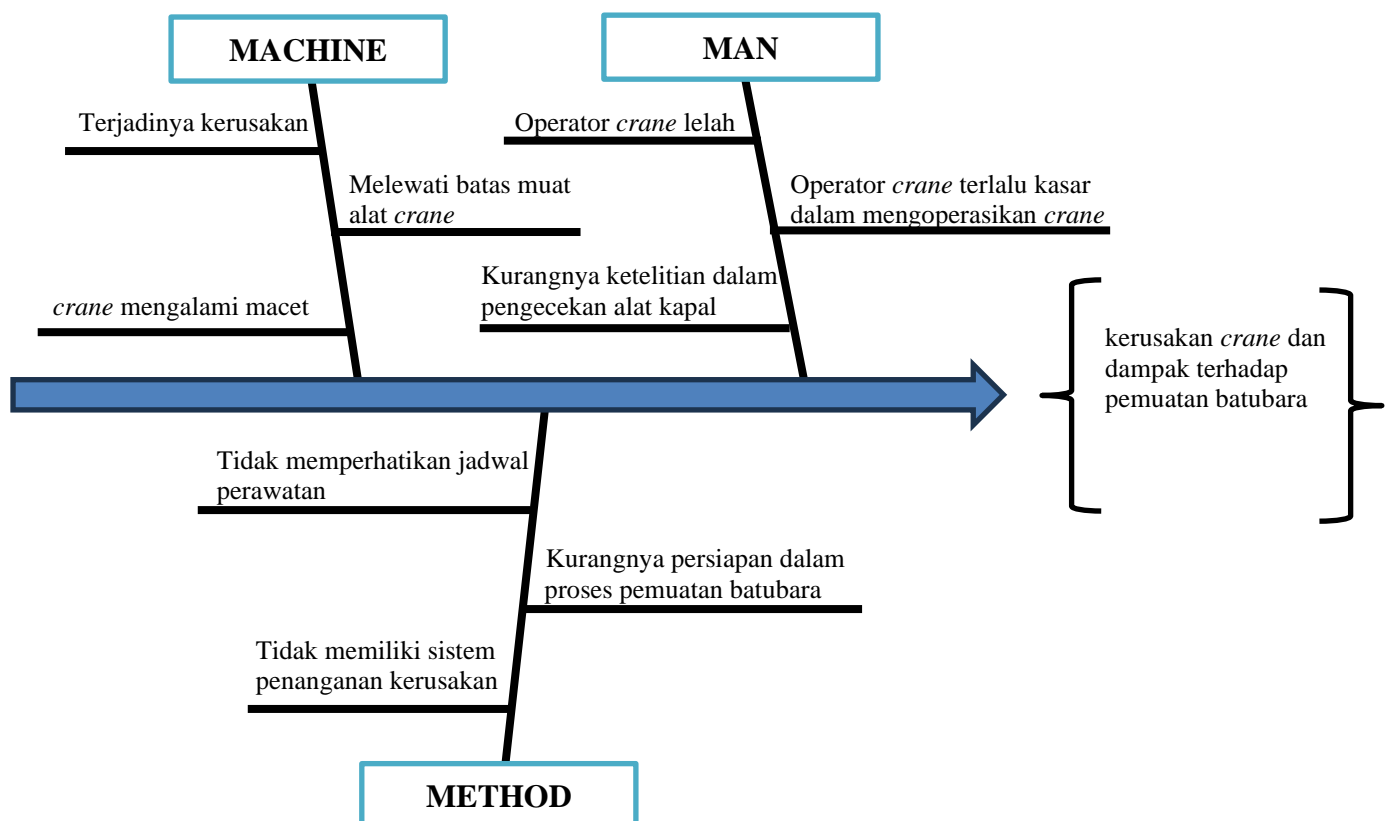 MACHINE
MAN
Terjadinya kerusakan
Operator crane lelah
Melewati batas muat
alat crane
Operator crane terlalu kasar
dalam mengoperasikan crane
crane mengalami macet
Kurangnya ketelitian dalam
pengecekan alat kapal
kerusakan crane dan
dampak terhadap
pemuatan batubara
Tidak memperhatikan jadwal
perawatan
Kurangnya persiapan dalam
proses pemuatan batubara
Tidak memiliki sistem
penanganan kerusakan
METHOD